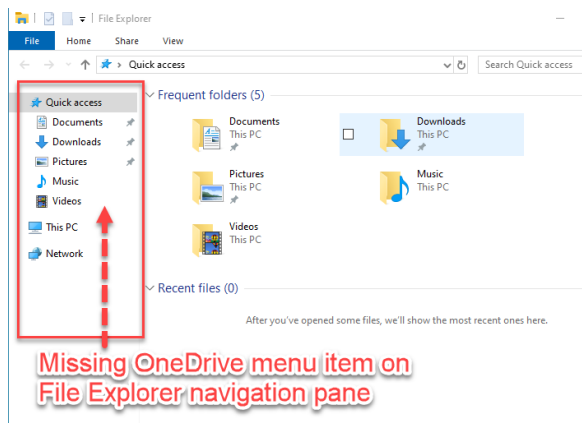 File Explorer
File Home Share View
Quick access Search Quick access
Quick access
Documents
Downloads
Pictures
Music
Videos
This PC
Network
Frequent folders (5)
Documents
This PC
Downloads
This PC
Pictures
This PC
Music
This PC
Videos
This PC
Recent files (0)
After you've opened some files, we'll show the most recent ones here.
Missing OneDrive menu item on
File Explorer navigation pane